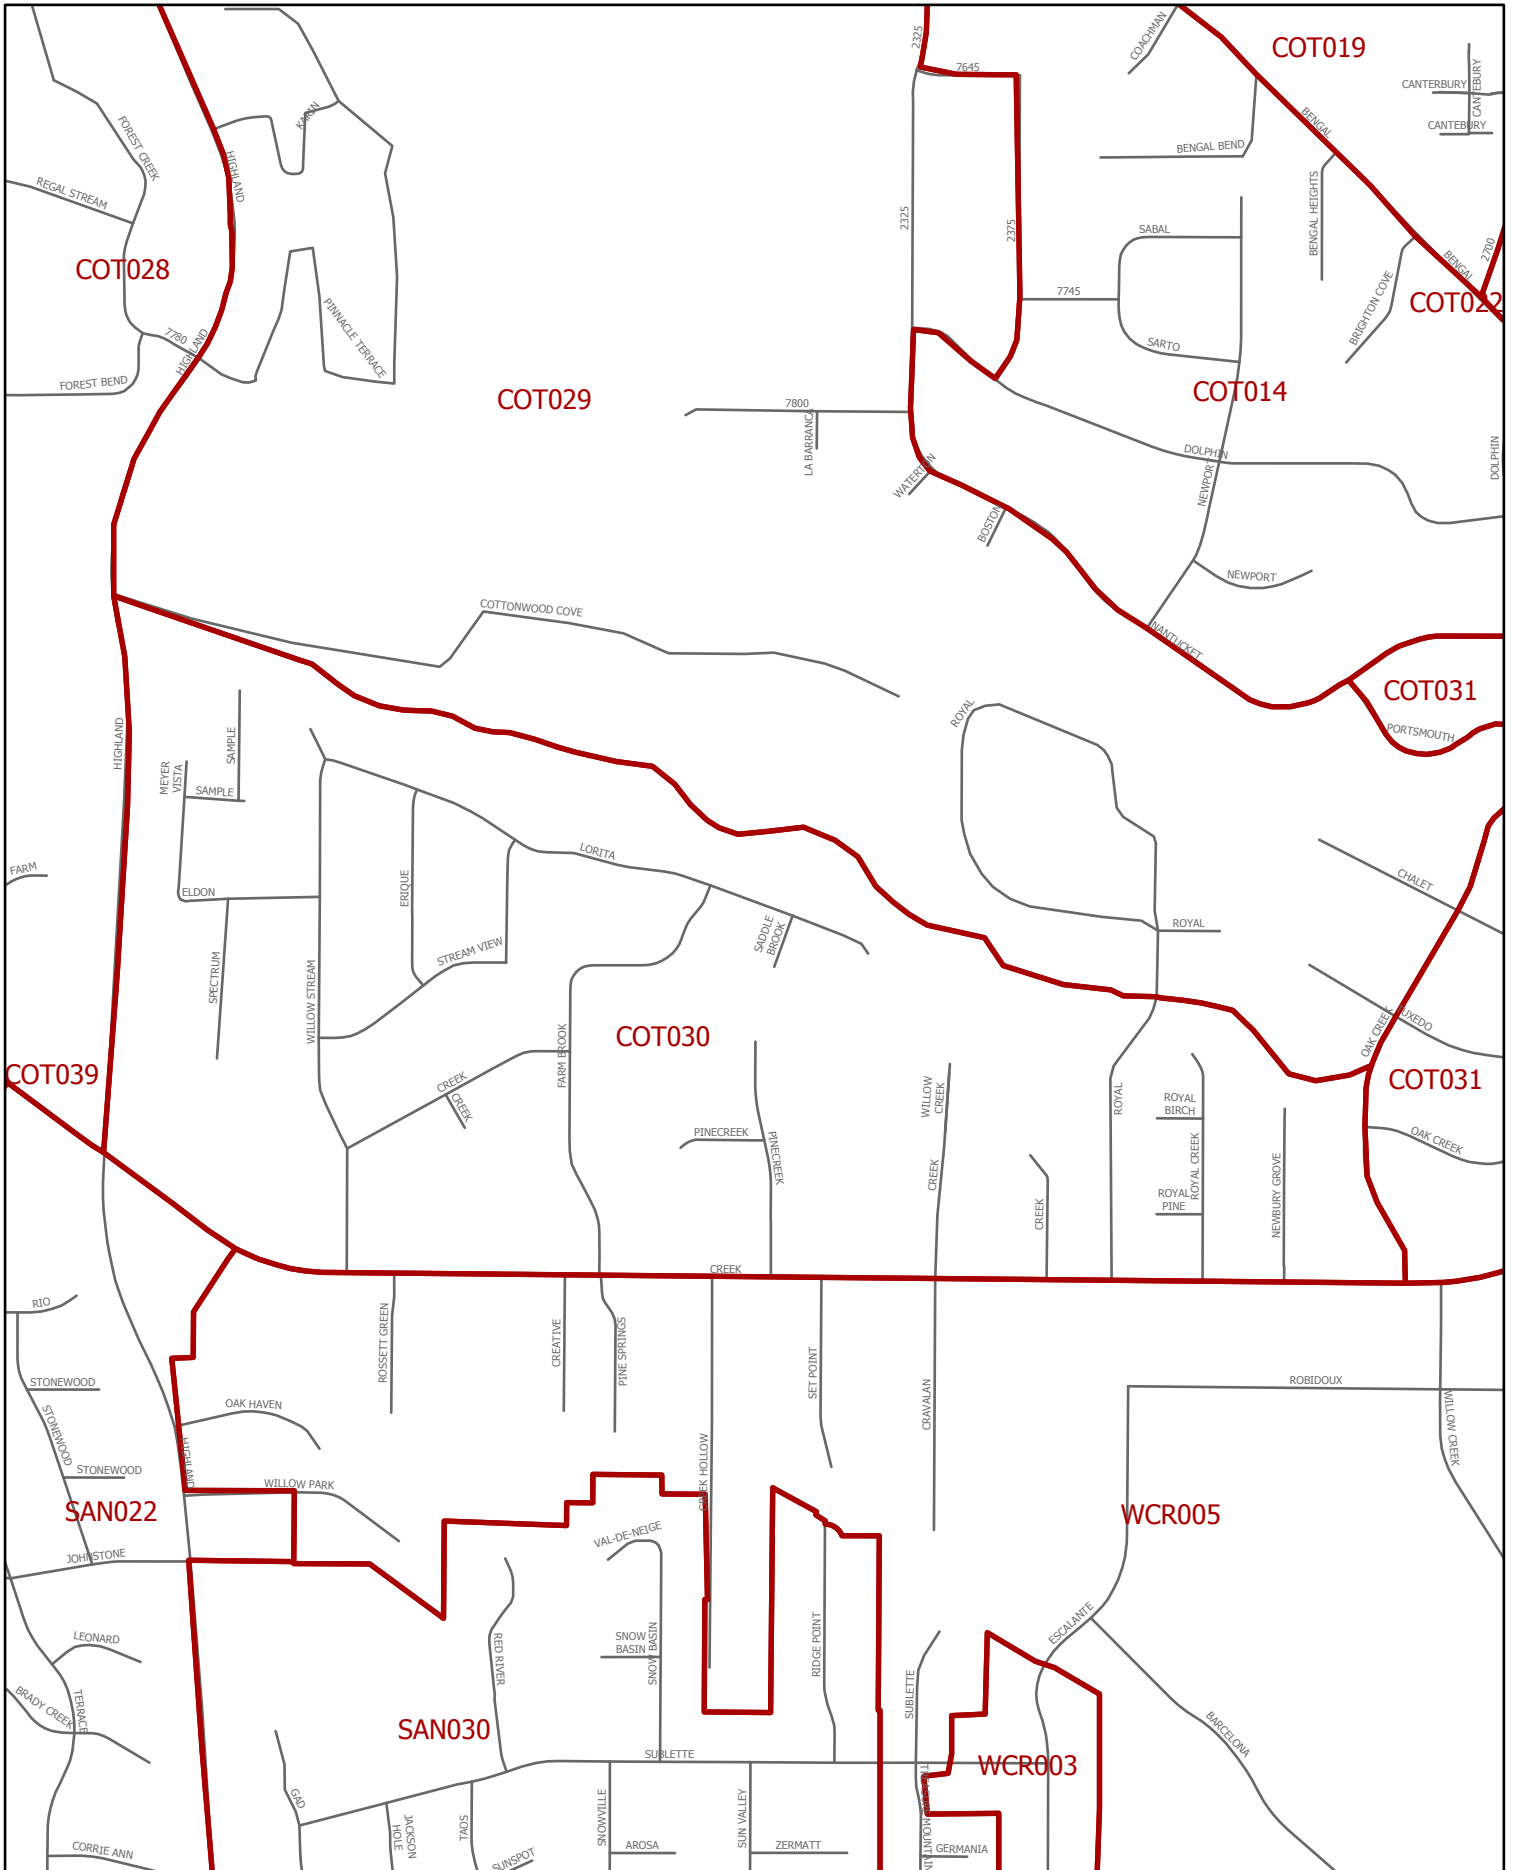 COT019
COACHMAN
2325
7645
CANTERBURY
CANTEBURY
CANTEBURY
KARIN
FOREST CREEK
BENGAL
BENGAL BEND
HIGHLAND
REGAL STREAM
2325
2375
BENGAL HEIGHTS
SABAL
2700
BENGAL
COT028
7745
COT022
BRIGHTON COVE
PINNACLE TERRACE
7780
HIGHLAND
SARTO
FOREST BEND
COT029
COT014
7800
LA BARRANCA
DOLPHIN
DOLPHIN
WATERTON
NEWPORT
BOSTON
NEWPORT
COTTONWOOD COVE
NANTUCKET
COT031
ROYAL
PORTSMOUTH
HIGHLAND
SAMPLE
MEYER
VISTA
SAMPLE
LORITA
FARM
CHALET
ELDON
ERIQUE
ROYAL
SADDLE
BROOK
STREAM VIEW
SPECTRUM
WILLOW STREAM
TUXEDO
OAK CREEK
COT030
FARM BROOK
COT039
COT031
CREEK
CREEK
WILLOW
CREEK
ROYAL
ROYAL
BIRCH
PINECREEK
PINECREEK
OAK CREEK
CREEK
ROYAL CREEK
ROYAL
PINE
NEWBURY GROVE
CREEK
CREEK
RIO
ROSSETT GREEN
CREATIVE
PINE SPRINGS
SET POINT
STONEWOOD
ROBIDOUX
OAK HAVEN
CRAVALAN
STONEWOOD
WILLOW CREEK
HIGHLAND
STONEWOOD
CREEK HOLLOW
WILLOW PARK
SAN022
WCR005
VAL-DE-NEIGE
JOHNSTONE
ESCALANTE
LEONARD
RED RIVER
SNOW
BASIN
SNOW BASIN
RIDGE POINT
SUBLETTE
BRADY CREEK
TERRACE
SAN030
BARCELONA
SUBLETTE
WCR003
GAD
JACKSON
HOLE
TAOS
SNOWVILLE
SUN VALLEY
CORRIE ANN
SUNSPOT
AROSA
ZERMATT
GERMANIA